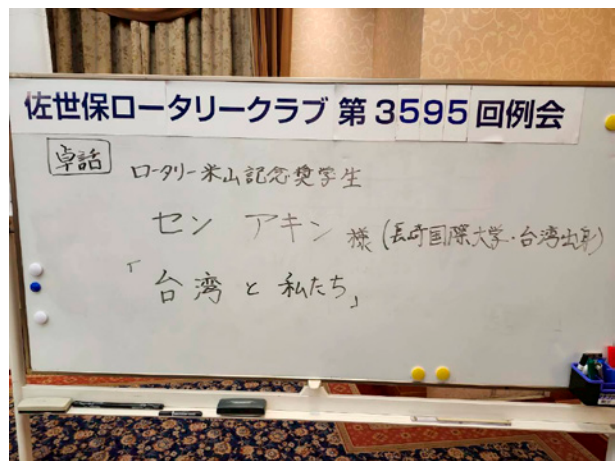 佐世保ロータリークラブ 第3595回例会
卓話
ロータリー米山記念奨学生
セン アキン 様 (長崎国際大学・台湾出身)
「台湾と私たち」